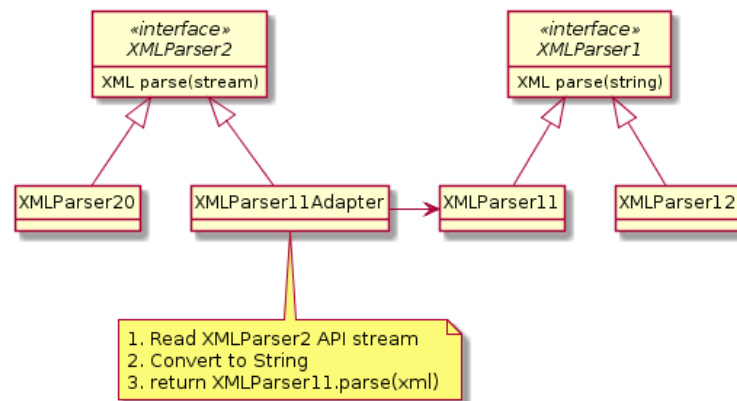 «interface»
XMLParser2
XML parse(stream)
«interface»
XMLParser1
XML parse(string)
XMLParser20
XMLParser11Adapter
XMLParser11
XMLParser12
1. Read XMLParser2 API stream
2. Convert to String
3. return XMLParser11.parse(xml)